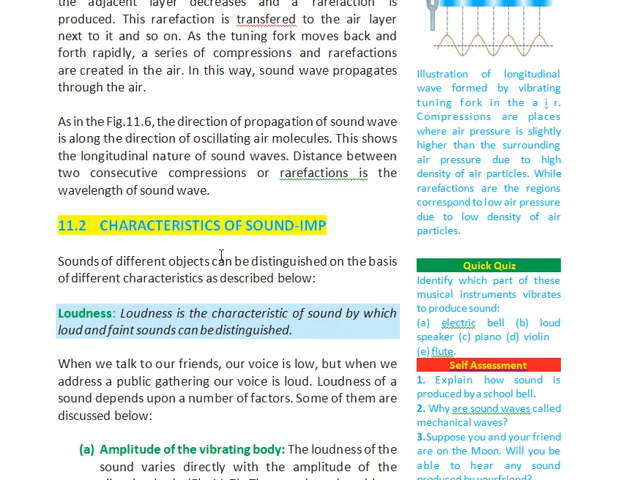 the adjacent layer decreases and a rarefaction is
produced. This rarefaction is transfered to the air layer
next to it and so on. As the tuning fork moves back and
forth rapidly, a series of compressions and rarefactions
are created in the air. In this way, sound wave propagates
through the air.
As in the Fig.11.6, the direction of propagation of sound wave
is along the direction of oscillating air molecules. This shows
the longitudinal nature of sound waves. Distance between
two consecutive compressions or rarefactions is the
wavelength of sound wave.
11.2 CHARACTERISTICS OF SOUND-IMP
Sounds of different objects can be distinguished on the basis
of different characteristics as described below:
Loudness: Loudness is the characteristic of sound by which
loud and faint sounds can be distinguished.
When we talk to our friends, our voice is low, but when we
address a public gathering our voice is loud. Loudness of a
sound depends upon a number of factors. Some of them are
discussed below:
(a) Amplitude of the vibrating body: The loudness of the
sound varies directly with the amplitude of the
Illustration of longitudinal
wave formed by vibrating
tuning fork in the a i r.
Compressions are places
where air pressure is slightly
higher than the surrounding
air pressure due to high
density of air particles. While
rarefactions are the regions
correspond to low air pressure
due to low density of air
particles.
Quick Quiz
Identify which part of these
musical instruments vibrates
to produce sound:
(a) electric bell (b) loud
speaker (c) piano (d) violin
(e) flute.
Self Assessment
1. Explain how sound is
produced by a school bell.
2. Why are sound waves called
mechanical waves?
3. Suppose you and your friend
are on the Moon. Will you be
able to hear any sound
produced by your friend?